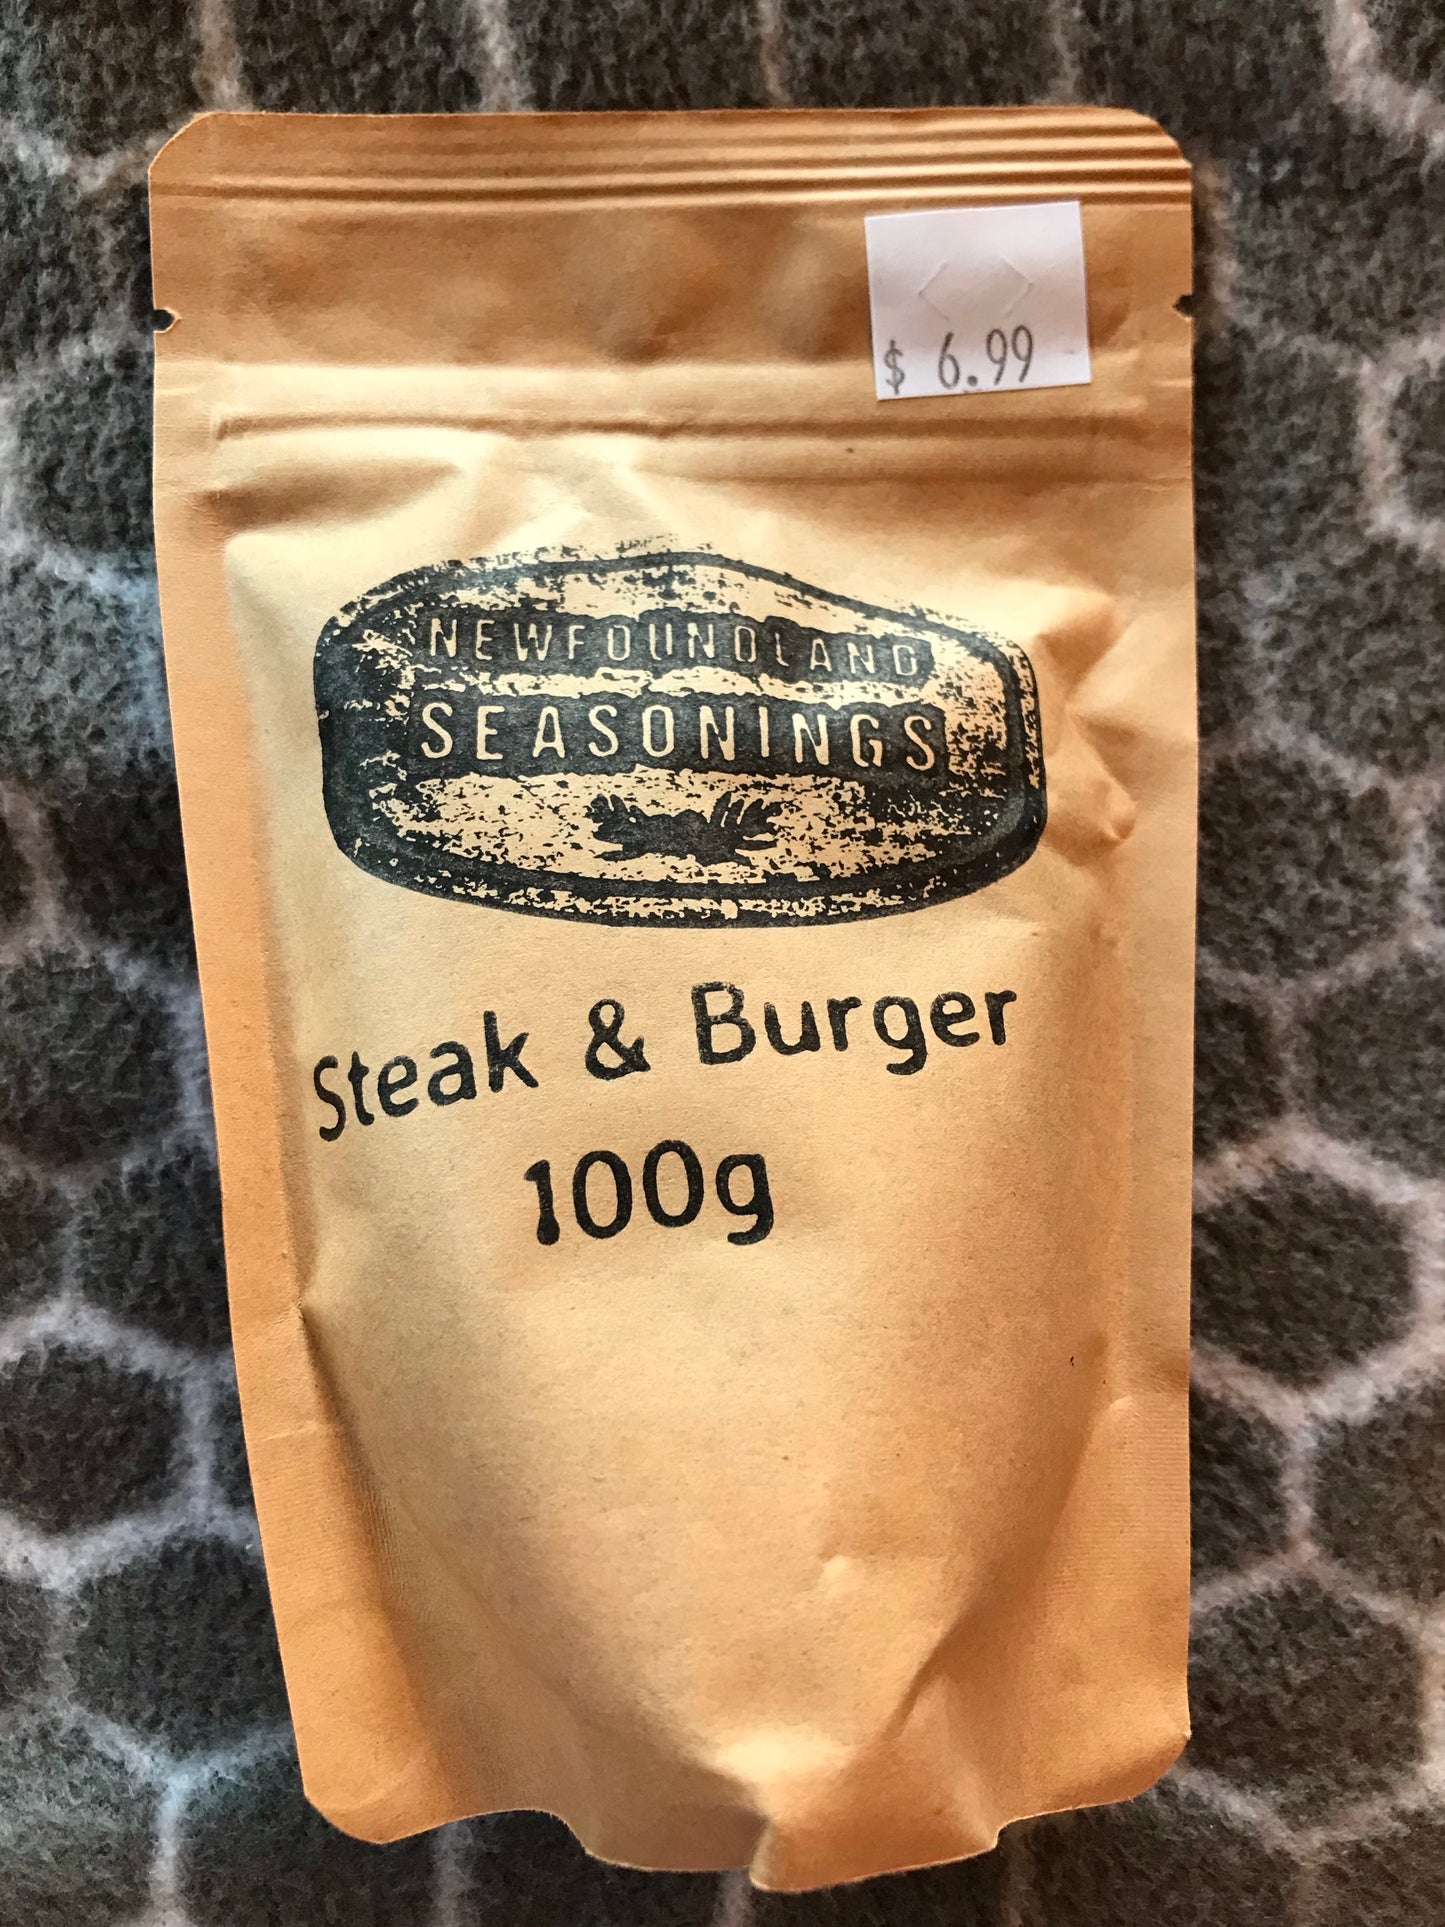 $ 6.99
NEWFOUNDLAND
SEASONINGS
Steak & Burger
100g